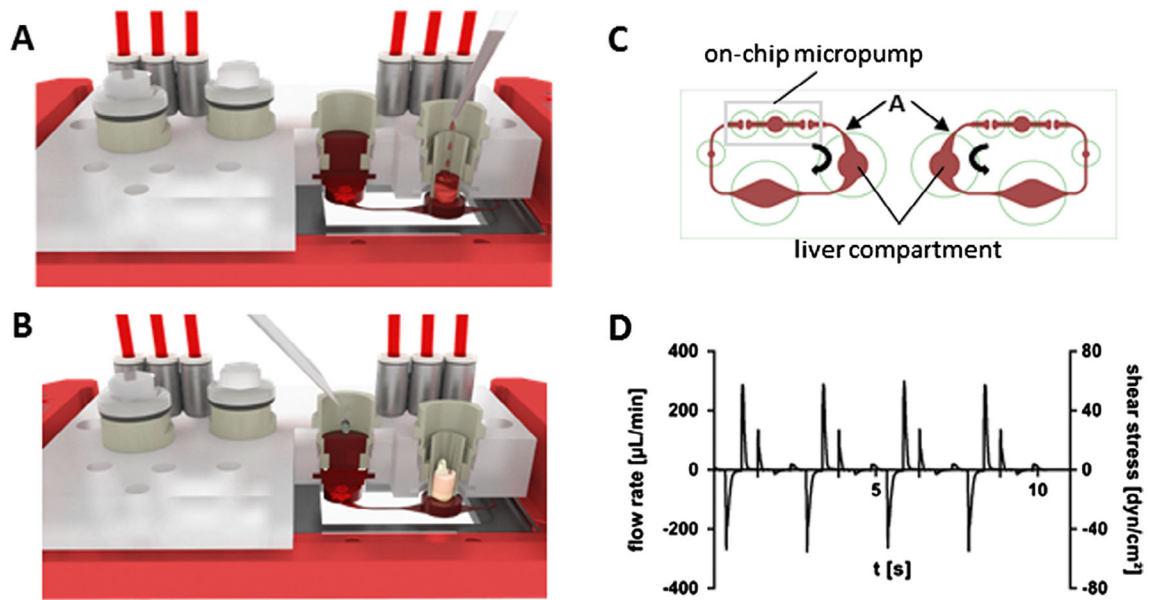 A
B
C
on-chip micropump
A
liver compartment
D
400
200
0
-200
-400
flow rate [µL/min]
5
10
t [s]
80
40
0
-40
-80
shear stress [dyn/cm²]